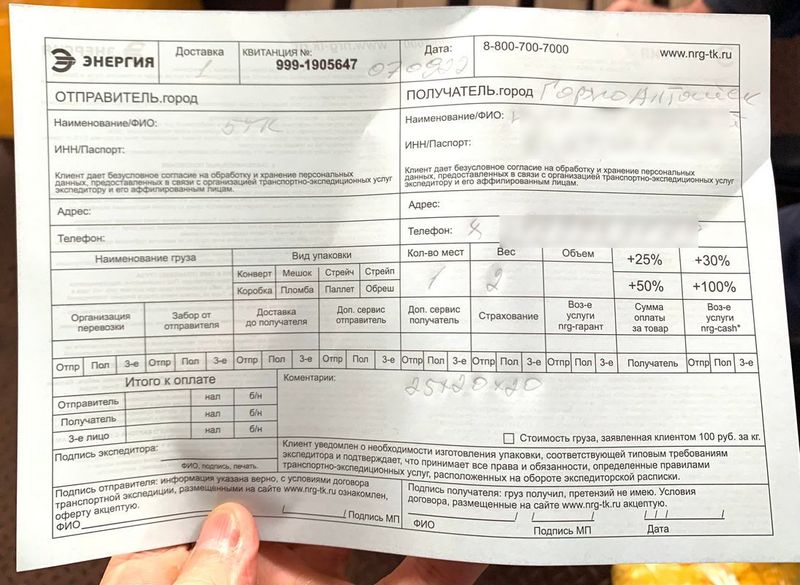 ЭНЕРГИЯ
Доставка
1
КВИТАНЦИЯ №:
999-1905647
Дата:
070922
8-800-700-7000
www.nrg-tk.ru
ОТПРАВИТЕЛЬ.город
ПОЛУЧАТЕЛЬ.город
Наименование/ФИО:
Наименование/ФИО:
ИНН/Паспорт:
ИНН/Паспорт:
Клиент дает безусловное согласие на обработку и хранение персональных
данных, предоставленных в связи с организацией транспортно-экспедиционных услуг
экспедитору и его аффилированным лицам.
Клиент дает безусловное согласие на обработку и хранение персональных
данных, предоставленных в связи с организацией транспортно-экспедиционных услуг
экспедитору и его аффилированным лицам.
Адрес:
Адрес:
Телефон:
Телефон:
Наименование груза
Вид упаковки
Конверт Мешок Стрейч Стрейп
Коробка Пломба Паллет Обреш
Кол-во мест
1
Вес
2
Объем
+25% +30%
+50% +100%
Организация
перевозки
Забор от
отправителя
Доставка
до получателя
Доп. сервис
отправитель
Доп. сервис
получатель
Страхование
Воз-е
услуги
nrg-гарант
Сумма
оплаты
за товар
Воз-е
услуги
nrg-cash*
Отпр Пол 3-е Отпр Пол 3-е Отпр Пол 3-е Отпр Пол 3-е Отпр Пол 3-е Отпр Пол 3-е Отпр Пол 3-е Получатель Отпр Пол 3-е
Итого к оплате
Отправитель нал б/н
Получатель нал б/н
3-е лицо нал б/н
Коментарии:
25x20x20
Стоимость груза, заявленная клиентом 100 руб. за кг.
Подпись экспедитора:
ФИО, подпись, печать.
Клиент уведомлен о необходимости изготовления упаковки, соответствующей типовым требованиям
экспедитора и подтверждает, что принимает все права и обязанности, определенные правилами
транспортно-экспедиционных услуг, расположенных на обороте экспедиторской расписки.
Подпись отправителя: информация указана верно, с условиями договора
транспортной экспедиции, размещенными на сайте www.nrg-tk.ru ознакомлен,
оферту акцептую.
ФИО / / Подпись МП
Подпись получателя: груз получил, претензий не имею. Условия
договора, размещенные на сайте www.nrg-tk.ru акцептую.
ФИО
Подпись МП
Дата